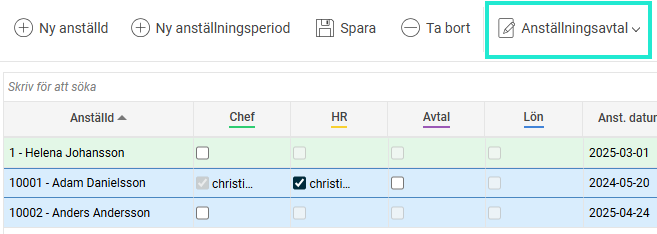 Ny anställd Ny anställningsperiod Spara Ta bort Anställningsavtal
Skriv för att söka
Anställd Chef HR Avtal Lön Anst. datum
1 - Helena Johansson 2025-03-01
10001 - Adam Danielsson christi... christi... 2024-05-20
10002 - Anders Andersson 2025-04-24